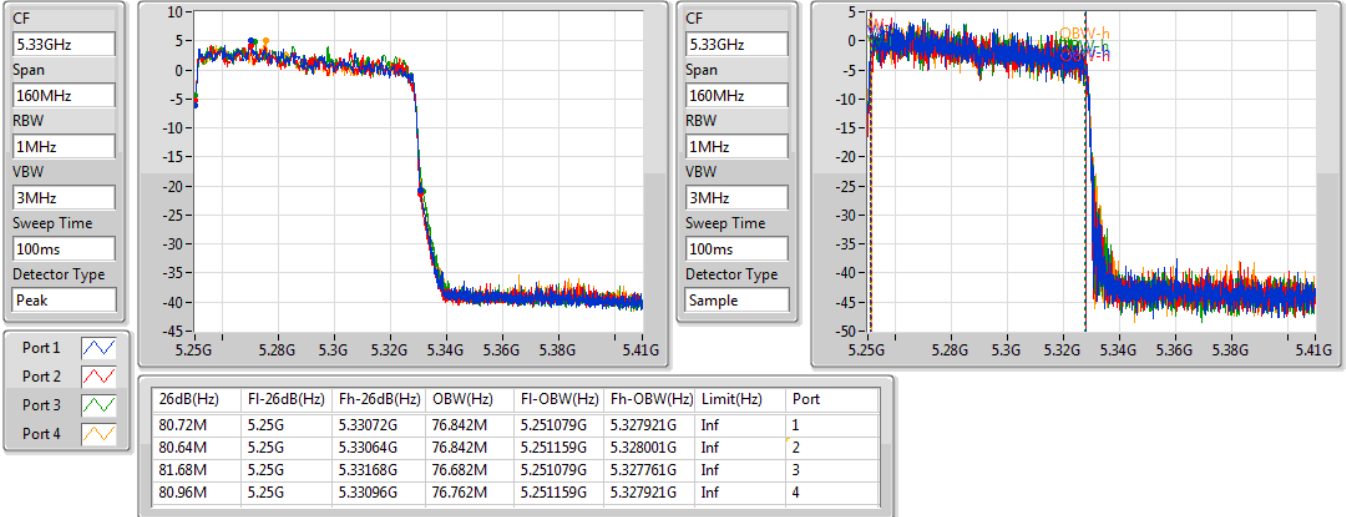 CF
5.33GHz
Span
160MHz
RBW
1MHz
VBW
3MHz
Sweep Time
100ms
Detector Type
Peak
10
5
0
-5
-10
-15
-20
-25
-30
-35
-40
-45
5.25G 5.28G 5.3G 5.32G 5.34G 5.36G 5.38G 5.41G
CF
5.33GHz
Span
160MHz
RBW
1MHz
VBW
3MHz
Sweep Time
100ms
Detector Type
Sample
5
0
-5
-10
-15
-20
-25
-30
-35
-40
-45
-50
OBW-h
OBW-h
5.25G 5.28G 5.3G 5.32G 5.34G 5.36G 5.38G 5.41G
Port 1
Port 2
Port 3
Port 4
26dB(Hz) Fl-26dB(Hz) Fh-26dB(Hz) OBW(Hz) Fl-OBW(Hz) Fh-OBW(Hz) Limit(Hz) Port
80.72M 5.25G 5.33072G 76.842M 5.251079G 5.327921G Inf 1
80.64M 5.25G 5.33064G 76.842M 5.251159G 5.328001G Inf 2
81.68M 5.25G 5.33168G 76.682M 5.251079G 5.327761G Inf 3
80.96M 5.25G 5.33096G 76.762M 5.251159G 5.327921G Inf 4